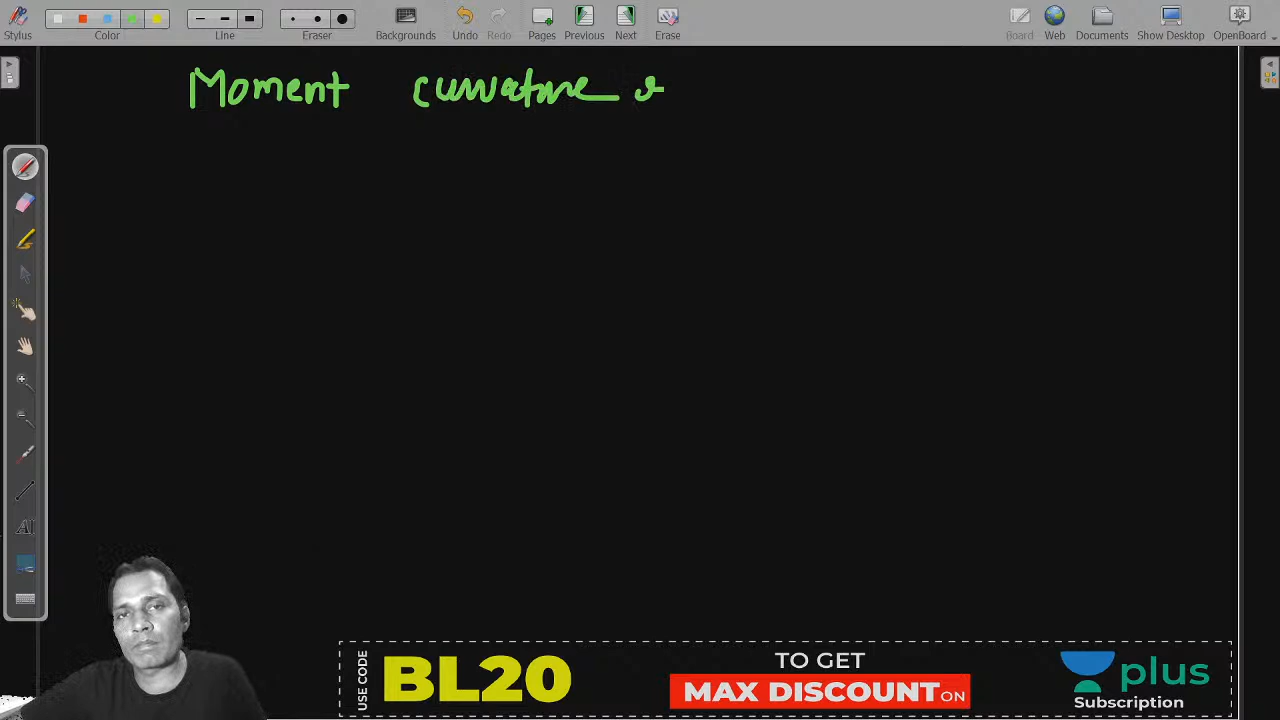 Stylus
Color
Line
Eraser
Backgrounds
Undo
Redo
Pages
Previous
Next
Erase
Board
Web
Documents
Show Desktop
OpenBoard
Moment curvature
USE CODE
BL20
TO GET
MAX DISCOUNT ON
plus
Subscription